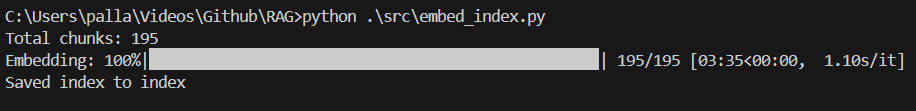 C:\Users\palla\Videos\Github\RAG>python .\src\embed_index.py
Total chunks: 195
Embedding: 100%|██████████| 195/195 [03:35<00:00,  1.10s/it]
Saved index to index